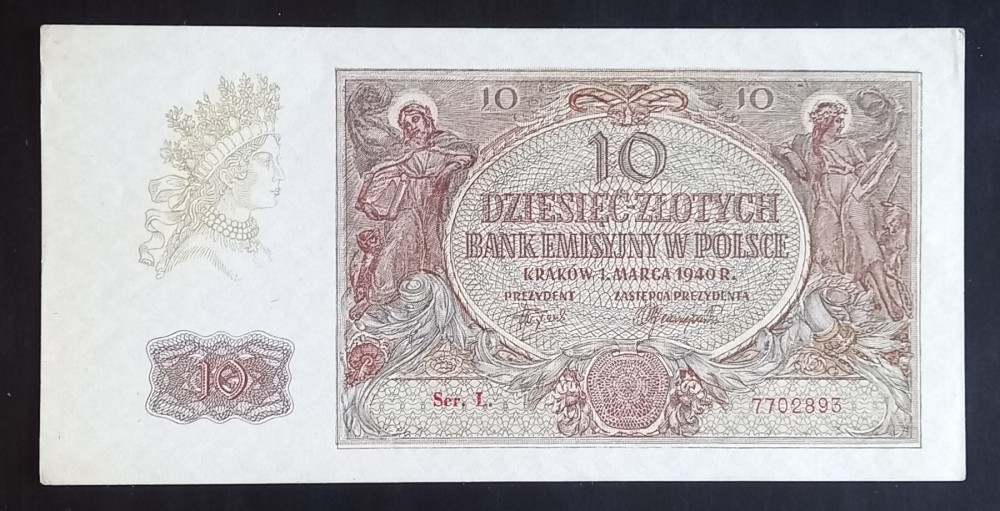 10 10
10
DZIESIĘĆ ZŁOTYCH
BANK EMISYJNY W POLSCE
KRAKÓW 1. MARCA 1940 R.
PREZYDENT ZASTĘPCA PREZYDENTA
10
Ser. L. 7702893